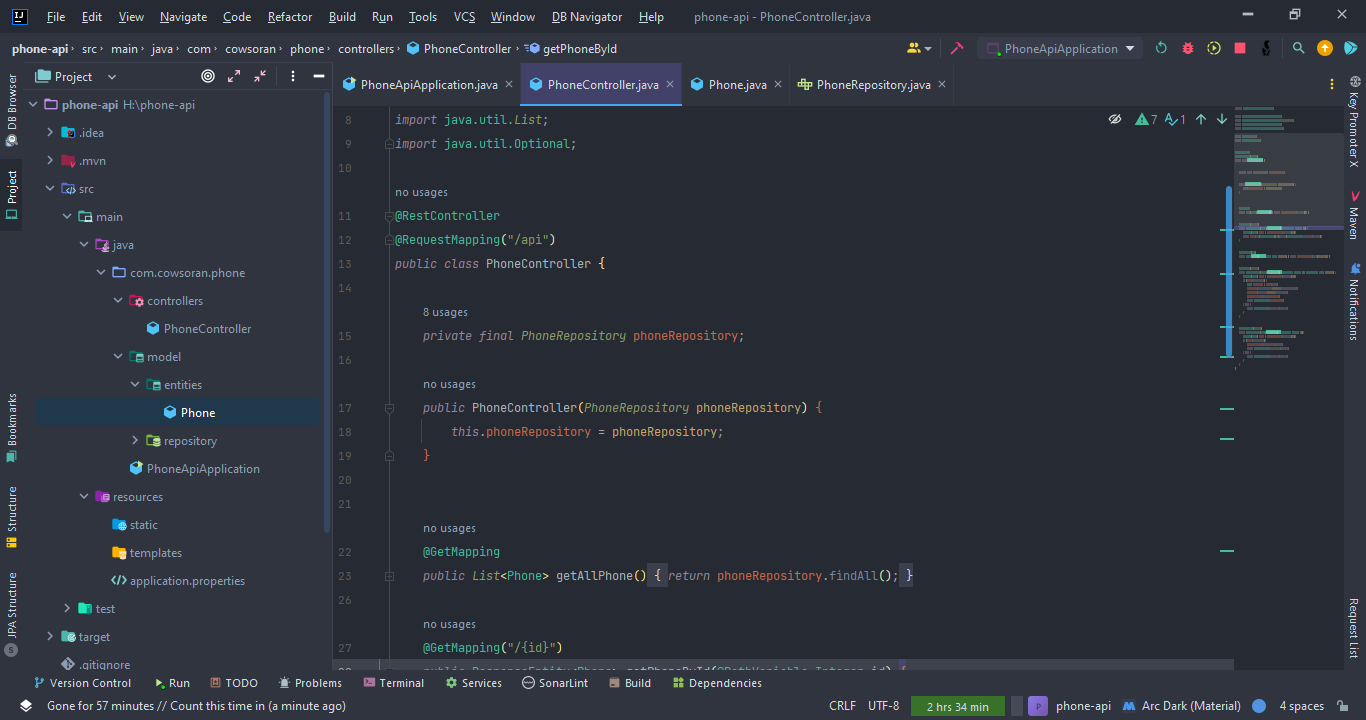 File Edit View Navigate Code Refactor Build Run Tools VCS Window DB Navigator Help phone-api - PhoneController.java
phone-api src main java com cowsoran phone controllers PhoneController getPhoneById PhoneApiApplication
Project
PhoneApiApplication.java PhoneController.java Phone.java PhoneRepository.java
phone-api H:\phone-api
.idea
.mvn
src
main
java
com.cowsoran.phone
controllers
PhoneController
model
entities
Phone
repository
PhoneApiApplication
resources
static
templates
application.properties
test
target
.gitignore
DB Browser
Project
Bookmarks
Structure
JPA Structure
7 1
8 import java.util.List;
9 import java.util.Optional;
10
no usages
11 @RestController
12 @RequestMapping("/api")
13 public class PhoneController {
14
8 usages
15 private final PhoneRepository phoneRepository;
16
no usages
17 public PhoneController(PhoneRepository phoneRepository) {
18 this.phoneRepository = phoneRepository;
19 }
20
21
no usages
22 @GetMapping
23 public List<Phone> getAllPhone() { return phoneRepository.findAll(); }
26
no usages
27 @GetMapping("/{id}")
Key Promoter X
Maven
Notifications
Request List
Version Control Run TODO Problems Terminal Services SonarLint Build Dependencies
Gone for 57 minutes // Count this time in (a minute ago) CRLF UTF-8 2 hrs 34 min P phone-api Arc Dark (Material) 4 spaces